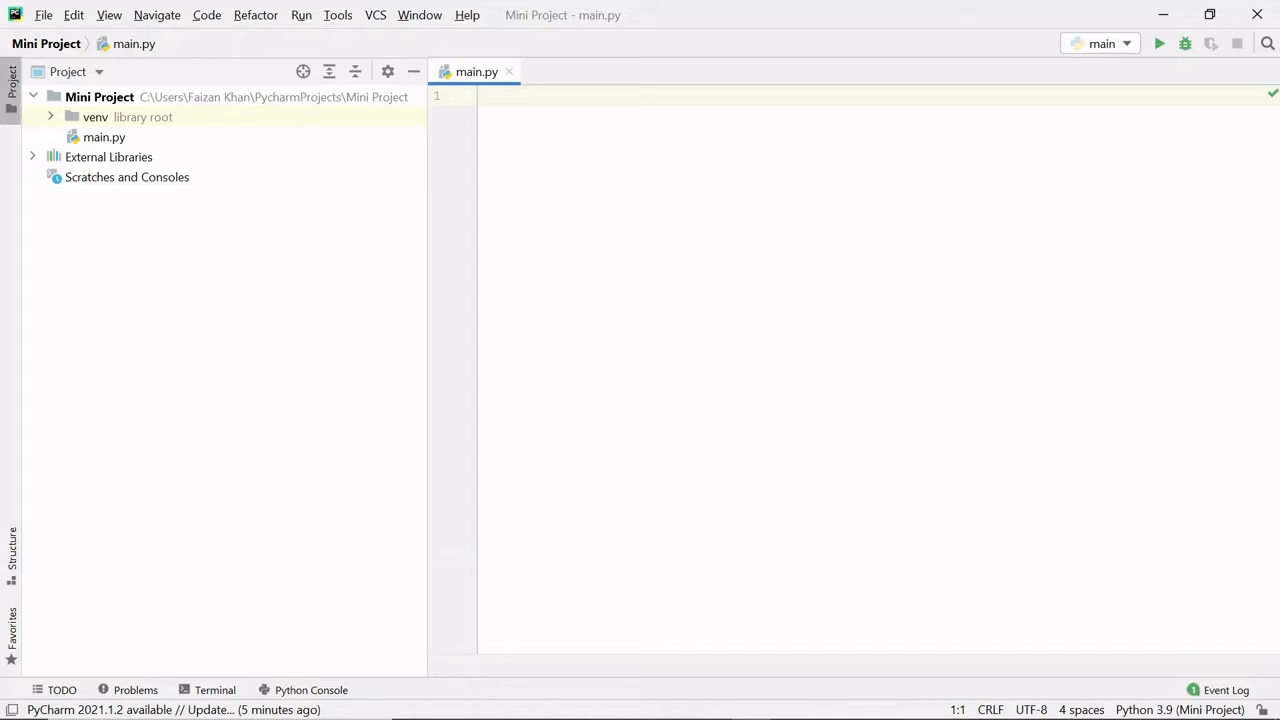 PC File Edit View Navigate Code Refactor Run Tools VCS Window Help Mini Project - main.py
Mini Project main.py main
Project
Project main.py
Mini Project C:\Users\Faizan Khan\PycharmProjects\Mini Project
1
venv library root
main.py
External Libraries
Scratches and Consoles
Structure
Favorites
TODO Problems Terminal Python Console 1 Event Log
PyCharm 2021.1.2 available // Update... (5 minutes ago) 1:1 CRLF UTF-8 4 spaces Python 3.9 (Mini Project)